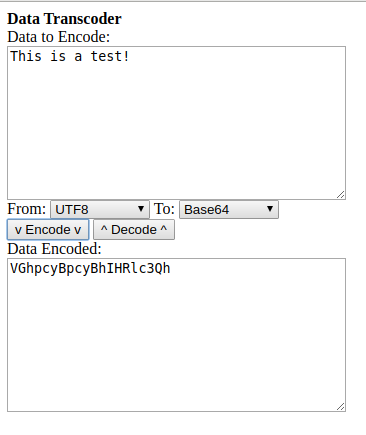 Data Transcoder
Data to Encode:
This is a test!
From: UTF8 To: Base64
v Encode v ^ Decode ^
Data Encoded:
VGhpcyBpcyBhIHRlc3Qh